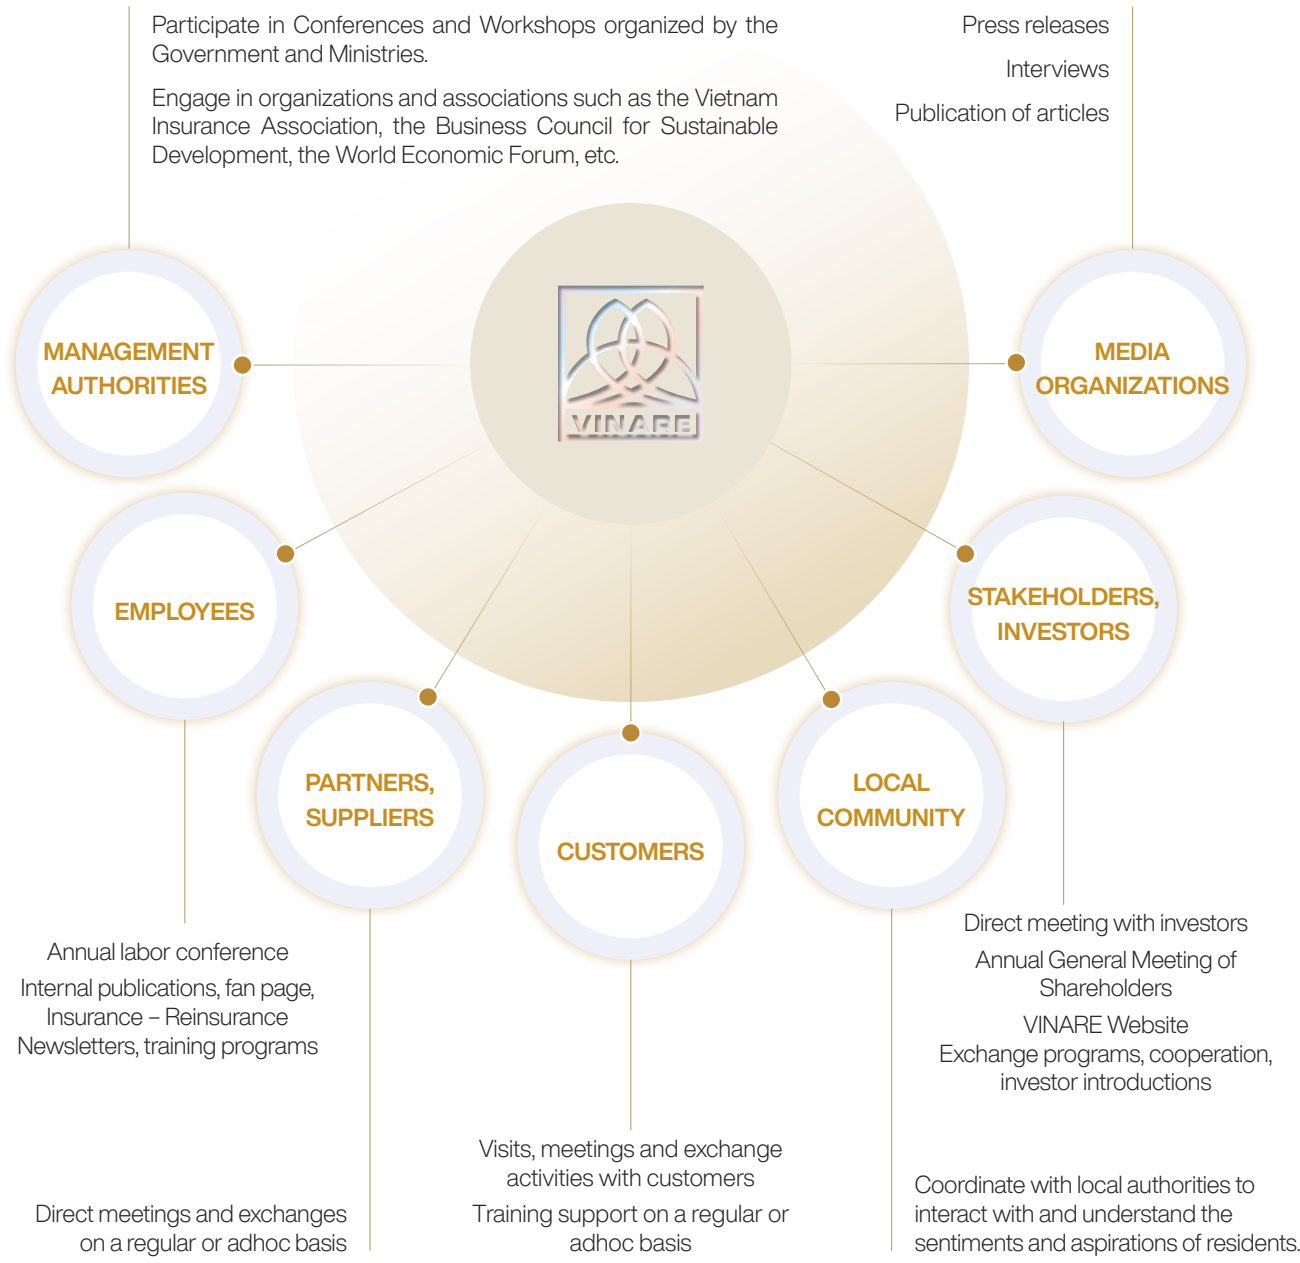 Participate in Conferences and Workshops organized by the
Government and Ministries.
Engage in organizations and associations such as the Vietnam
Insurance Association, the Business Council for Sustainable
Development, the World Economic Forum, etc.
Press releases
Interviews
Publication of articles
VINARE
MANAGEMENT
AUTHORITIES
MEDIA
ORGANIZATIONS
EMPLOYEES
STAKEHOLDERS,
INVESTORS
PARTNERS,
SUPPLIERS
CUSTOMERS
LOCAL
COMMUNITY
Annual labor conference
Internal publications, fan page,
Insurance – Reinsurance
Newsletters, training programs
Direct meeting with investors
Annual General Meeting of
Shareholders
VINARE Website
Exchange programs, cooperation,
investor introductions
Direct meetings and exchanges
on a regular or adhoc basis
Visits, meetings and exchange
activities with customers
Training support on a regular or
adhoc basis
Coordinate with local authorities to
interact with and understand the
sentiments and aspirations of residents.